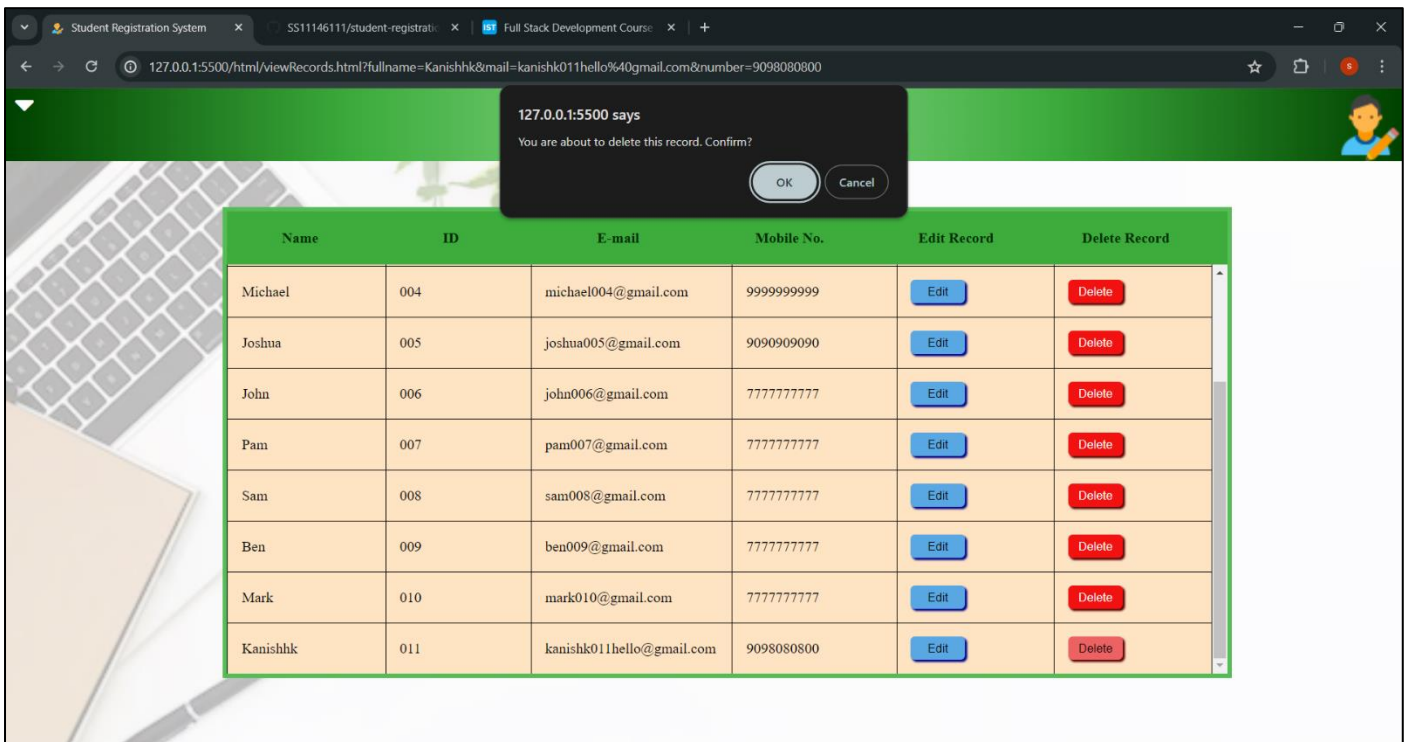 Student Registration System
SS11146111/student-registratio
IST Full Stack Development Course
127.0.0.1:5500/html/viewRecords.html?fullname=Kanishhk&mail=kanishk011hello%40gmail.com&number=9098080800
S
127.0.0.1:5500 says
You are about to delete this record. Confirm?
OK Cancel
Name ID E-mail Mobile No. Edit Record Delete Record
Michael 004 michael004@gmail.com 9999999999 Edit Delete
Joshua 005 joshua005@gmail.com 9090909090 Edit Delete
John 006 john006@gmail.com 7777777777 Edit Delete
Pam 007 pam007@gmail.com 7777777777 Edit Delete
Sam 008 sam008@gmail.com 7777777777 Edit Delete
Ben 009 ben009@gmail.com 7777777777 Edit Delete
Mark 010 mark010@gmail.com 7777777777 Edit Delete
Kanishhk 011 kanishk011hello@gmail.com 9098080800 Edit Delete